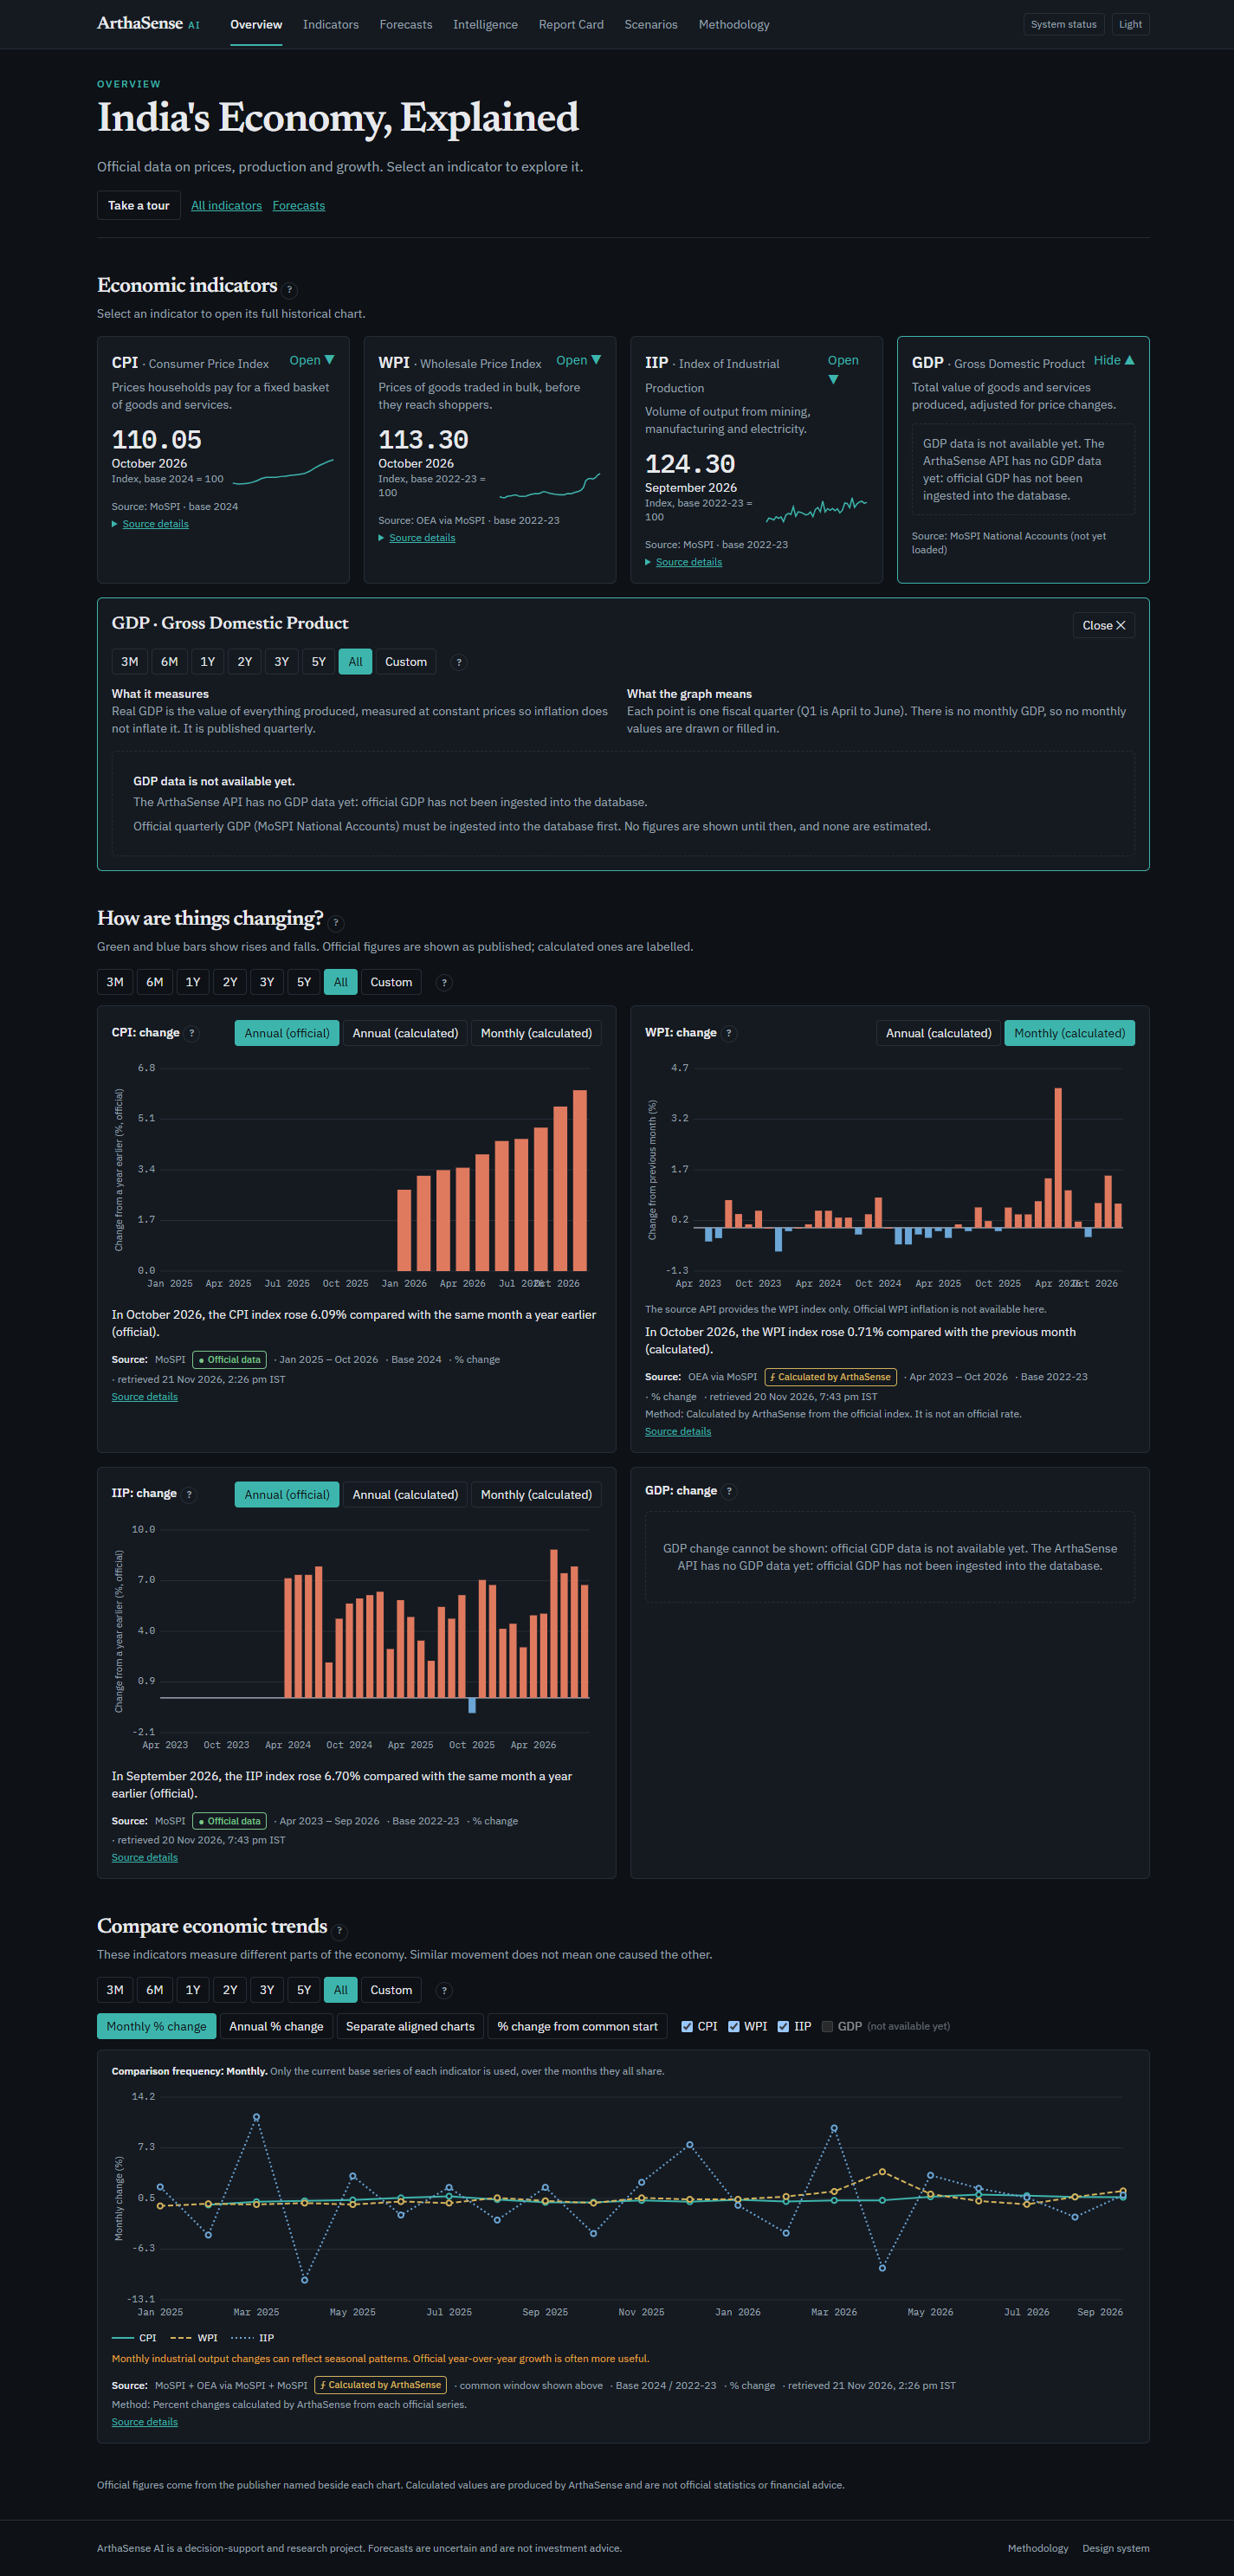 ArthaSense AI
Overview Indicators Forecasts Intelligence Report Card Scenarios Methodology
System status Light
OVERVIEW
India's Economy, Explained
Official data on prices, production and growth. Select an indicator to explore it.
Take a tour All indicators Forecasts
Economic indicators ?
Select an indicator to open its full historical chart.
CPI · Consumer Price Index Open ▼
Prices households pay for a fixed basket
of goods and services.
110.05
October 2026
Index, base 2024 = 100
Source: MoSPI · base 2024
▶ Source details
WPI · Wholesale Price Index Open ▼
Prices of goods traded in bulk, before
they reach shoppers.
113.30
October 2026
Index, base 2022-23 =
100
Source: OEA via MoSPI · base 2022-23
▶ Source details
IIP · Index of Industrial
Production
Open
▼
Volume of output from mining,
manufacturing and electricity.
124.30
September 2026
Index, base 2022-23 =
100
Source: MoSPI · base 2022-23
▶ Source details
GDP · Gross Domestic Product Hide ▲
Total value of goods and services
produced, adjusted for price changes.
GDP data is not available yet. The
ArthaSense API has no GDP data
yet: official GDP has not been
ingested into the database.
Source: MoSPI National Accounts (not yet
loaded)
GDP · Gross Domestic Product
Close ✕
3M 6M 1Y 2Y 3Y 5Y All Custom ?
What it measures
Real GDP is the value of everything produced, measured at constant prices so inflation does
not inflate it. It is published quarterly.
What the graph means
Each point is one fiscal quarter (Q1 is April to June). There is no monthly GDP, so no monthly
values are drawn or filled in.
GDP data is not available yet.
The ArthaSense API has no GDP data yet: official GDP has not been ingested into the database.
Official quarterly GDP (MoSPI National Accounts) must be ingested into the database first. No figures are shown until then, and none are estimated.
How are things changing? ?
Green and blue bars show rises and falls. Official figures are shown as published; calculated ones are labelled.
3M 6M 1Y 2Y 3Y 5Y All Custom ?
CPI: change ? Annual (official) Annual (calculated) Monthly (calculated)
Change from a year earlier (%, official)
6.8
5.1
3.4
1.7
0.0
Jan 2025 Apr 2025 Jul 2025 Oct 2025 Jan 2026 Apr 2026 Jul 2026 Oct 2026
In October 2026, the CPI index rose 6.09% compared with the same month a year earlier
(official).
Source: MoSPI ● Official data · Jan 2025 – Oct 2026 · Base 2024 · % change
· retrieved 21 Nov 2026, 2:26 pm IST
Source details
WPI: change ? Annual (calculated) Monthly (calculated)
Change from previous month (%)
4.7
3.2
1.7
0.2
-1.3
Apr 2023 Oct 2023 Apr 2024 Oct 2024 Apr 2025 Oct 2025 Apr 2026 Oct 2026
The source API provides the WPI index only. Official WPI inflation is not available here.
In October 2026, the WPI index rose 0.71% compared with the previous month
(calculated).
Source: OEA via MoSPI ƒ Calculated by ArthaSense · Apr 2023 – Oct 2026 · Base 2022-23
· % change · retrieved 20 Nov 2026, 7:43 pm IST
Method: Calculated by ArthaSense from the official index. It is not an official rate.
Source details
IIP: change ? Annual (official) Annual (calculated) Monthly (calculated)
Change from a year earlier (%, official)
10.0
7.0
4.0
0.9
-2.1
Apr 2023 Oct 2023 Apr 2024 Oct 2024 Apr 2025 Oct 2025 Apr 2026
In September 2026, the IIP index rose 6.70% compared with the same month a year
earlier (official).
Source: MoSPI ● Official data · Apr 2023 – Sep 2026 · Base 2022-23 · % change
· retrieved 20 Nov 2026, 7:43 pm IST
Source details
GDP: change ?
GDP change cannot be shown: official GDP data is not available yet. The ArthaSense
API has no GDP data yet: official GDP has not been ingested into the database.
Compare economic trends ?
These indicators measure different parts of the economy. Similar movement does not mean one caused the other.
3M 6M 1Y 2Y 3Y 5Y All Custom ?
Monthly % change Annual % change Separate aligned charts % change from common start CPI WPI IIP GDP (not available yet)
Comparison frequency: Monthly. Only the current base series of each indicator is used, over the months they all share.
Monthly change (%)
14.2
7.3
0.5
-6.3
-13.1
Jan 2025 Mar 2025 May 2025 Jul 2025 Sep 2025 Nov 2025 Jan 2026 Mar 2026 May 2026 Jul 2026 Sep 2026
CPI WPI IIP
Monthly industrial output changes can reflect seasonal patterns. Official year-over-year growth is often more useful.
Source: MoSPI + OEA via MoSPI + MoSPI ƒ Calculated by ArthaSense · common window shown above · Base 2024 / 2022-23 · % change · retrieved 21 Nov 2026, 2:26 pm IST
Method: Percent changes calculated by ArthaSense from each official series.
Source details
Official figures come from the publisher named beside each chart. Calculated values are produced by ArthaSense and are not official statistics or financial advice.
ArthaSense AI is a decision-support and research project. Forecasts are uncertain and are not investment advice.
Methodology Design system